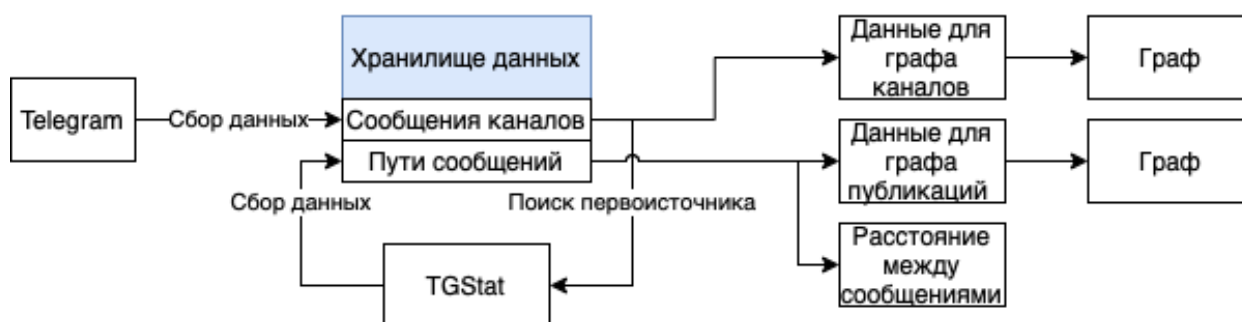 Хранилище данных
Данные для
графа
каналов
Граф
Telegram
Сбор данных
Сообщения каналов
Пути сообщений
Данные для
графа
публикаций
Граф
Сбор данных
Поиск первоисточника
TGStat
Расстояние
между
сообщениями